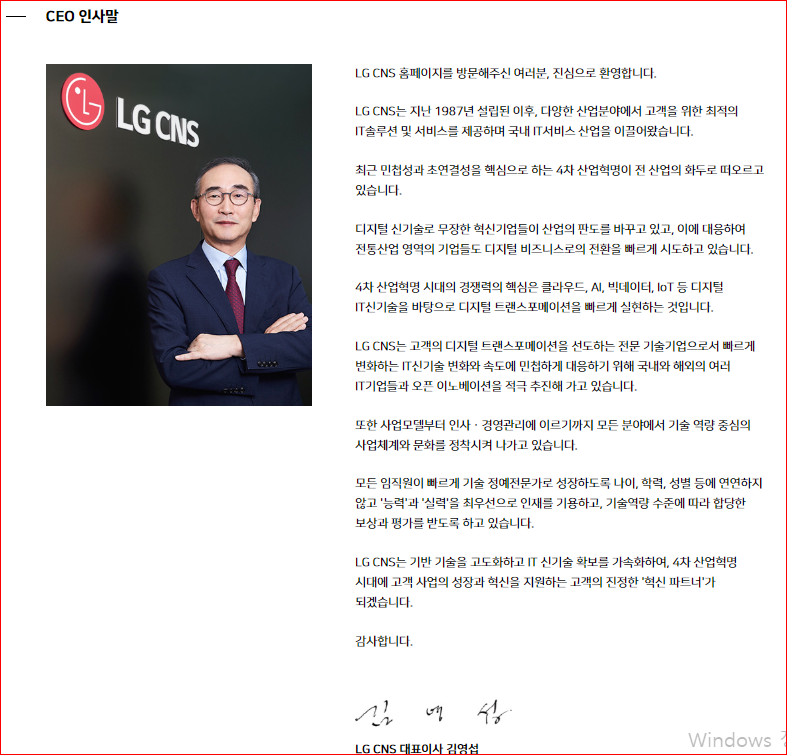 CEO 인사말
LG CNS
LG CNS 홈페이지를 방문해주신 여러분, 진심으로 환영합니다.
LG CNS는 지난 1987년 설립된 이후, 다양한 산업분야에서 고객을 위한 최적의
IT솔루션 및 서비스를 제공하며 국내 IT서비스 산업을 이끌어왔습니다.
최근 민첩성과 초연결성을 핵심으로 하는 4차 산업혁명이 전 산업의 화두로 떠오르고
있습니다.
디지털 신기술로 무장한 혁신기업들이 산업의 판도를 바꾸고 있고, 이에 대응하여
전통산업 영역의 기업들도 디지털 비즈니스로의 전환을 빠르게 시도하고 있습니다.
4차 산업혁명 시대의 경쟁력의 핵심은 클라우드, AI, 빅데이터, IoT 등 디지털
IT신기술을 바탕으로 디지털 트랜스포메이션을 빠르게 실현하는 것입니다.
LG CNS는 고객의 디지털 트랜스포메이션을 선도하는 전문 기술기업으로서 빠르게
변화하는 IT신기술 변화와 속도에 민첩하게 대응하기 위해 국내와 해외의 여러
IT기업들과 오픈 이노베이션을 적극 추진해 가고 있습니다.
또한 사업모델부터 인사ㆍ경영관리에 이르기까지 모든 분야에서 기술 역량 중심의
사업체계와 문화를 정착시켜 나가고 있습니다.
모든 임직원이 빠르게 기술 정예전문가로 성장하도록 나이, 학력, 성별 등에 연연하지
않고 '능력'과 '실력'을 최우선으로 인재를 기용하고, 기술역량 수준에 따라 합당한
보상과 평가를 받도록 하고 있습니다.
LG CNS는 기반 기술을 고도화하고 IT 신기술 확보를 가속화하여, 4차 산업혁명
시대에 고객 사업의 성장과 혁신을 지원하는 고객의 진정한 '혁신 파트너'가
되겠습니다.
감사합니다.
김 영 섭
LG CNS 대표이사 김영섭
Windows